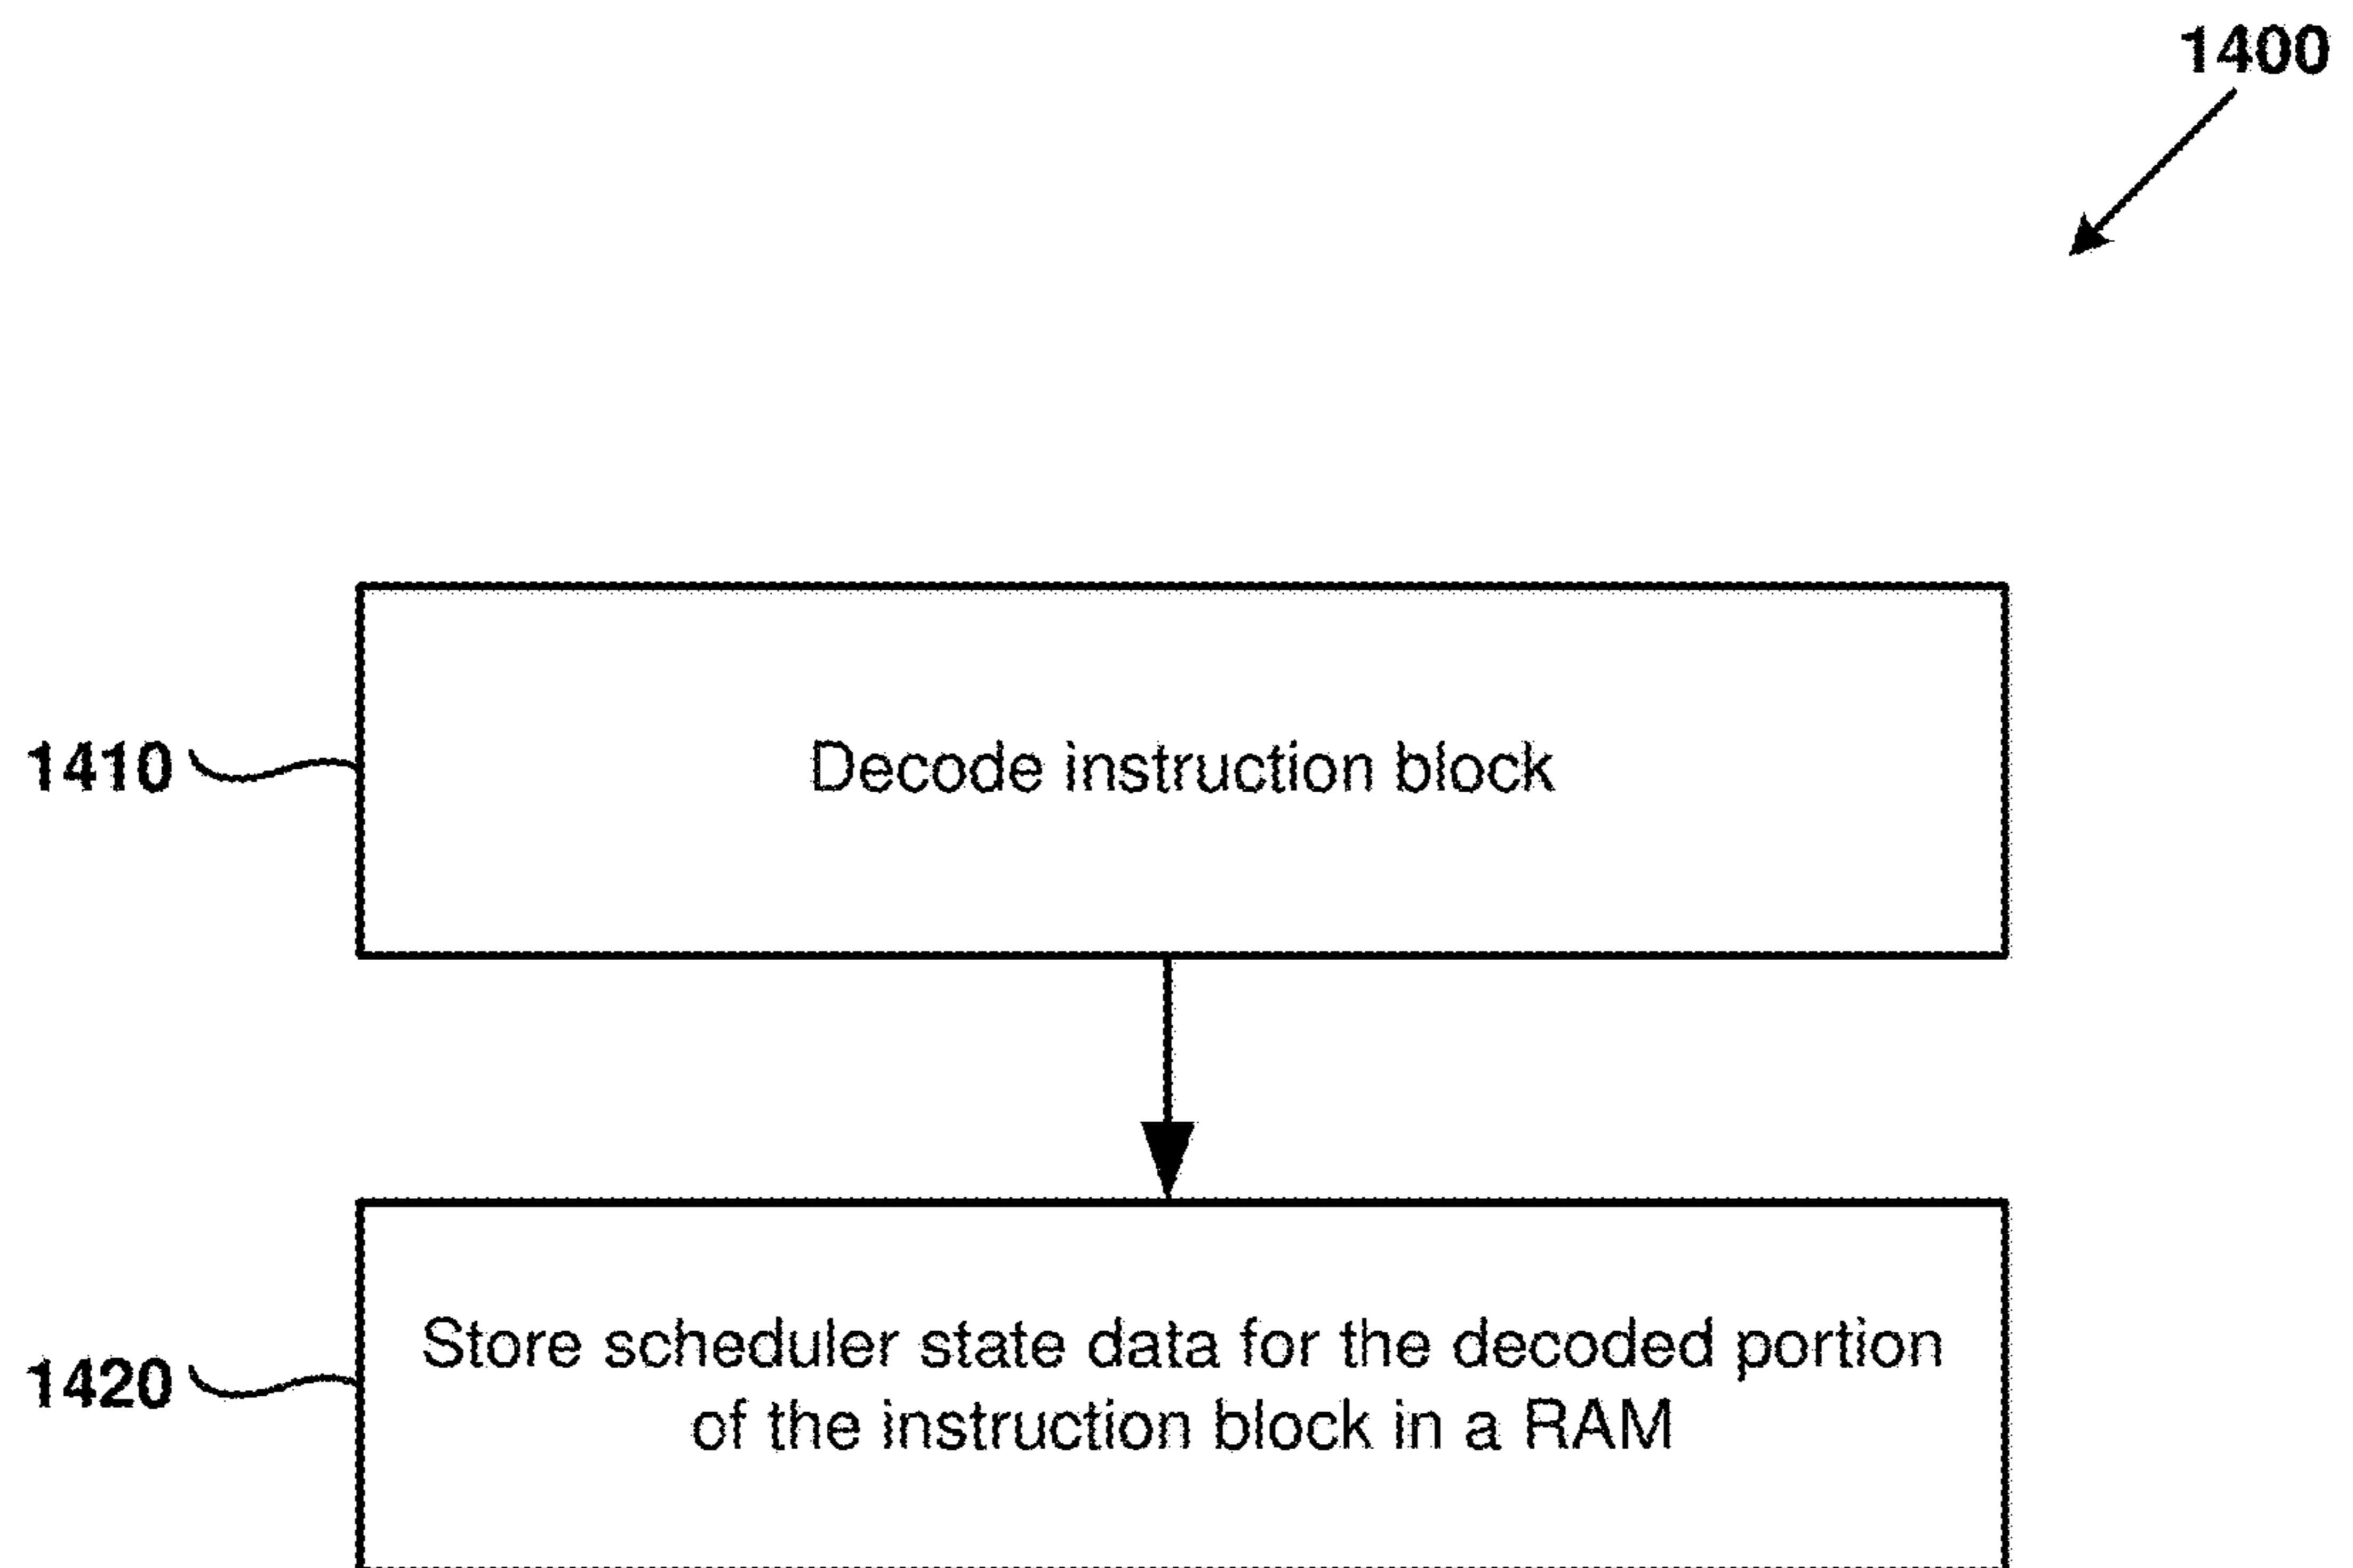 1400
1410
Decode instruction block
1420
Store scheduler state data for the decoded portion
of the instruction block in a RAM